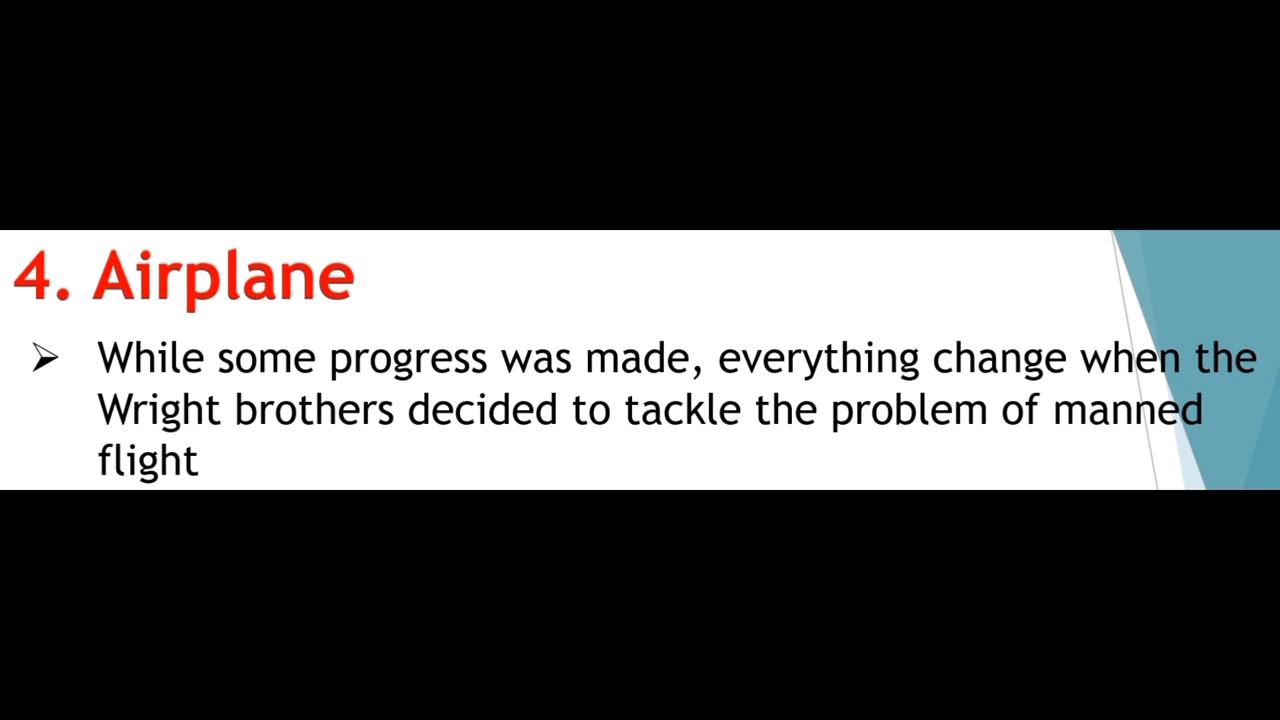 4. Airplane
➢ While some progress was made, everything change when the
Wright brothers decided to tackle the problem of manned
flight